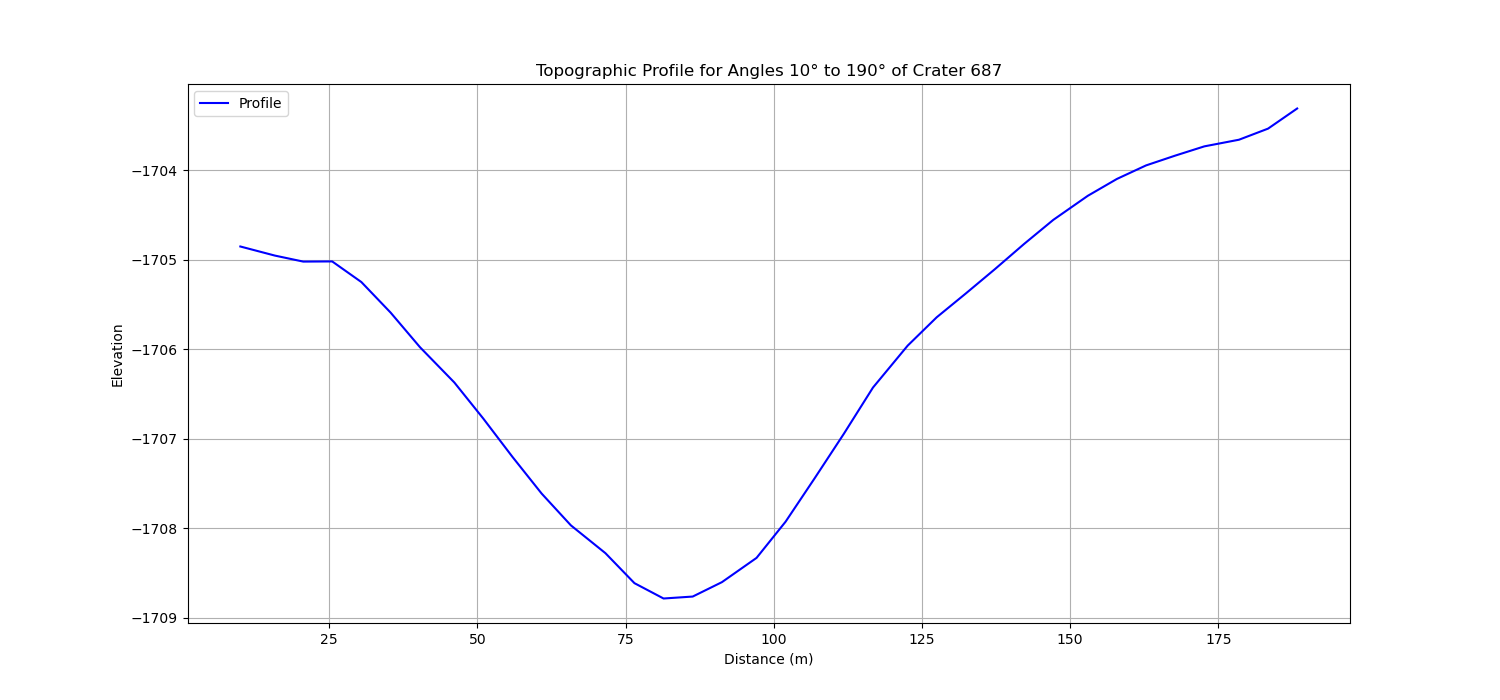 Topographic Profile for Angles 10° to 190° of Crater 687
Profile
−1704
−1705
−1706
−1707
−1708
−1709
Elevation
25 50 75 100 125 150 175
Distance (m)